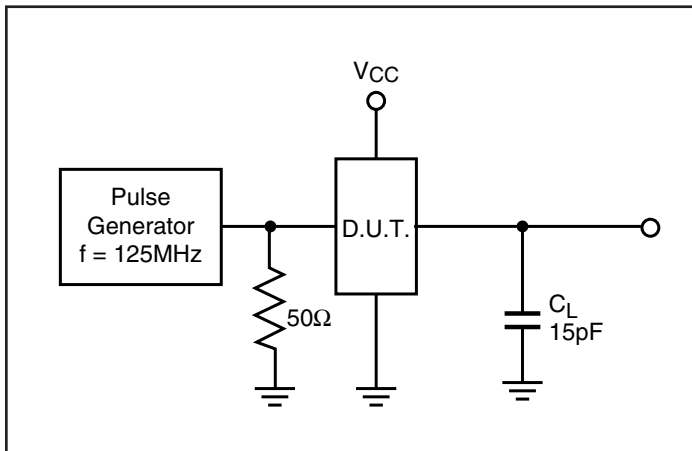 VCC
Pulse
Generator
f = 125MHz
D.U.T.
50Ω
CL
15pF